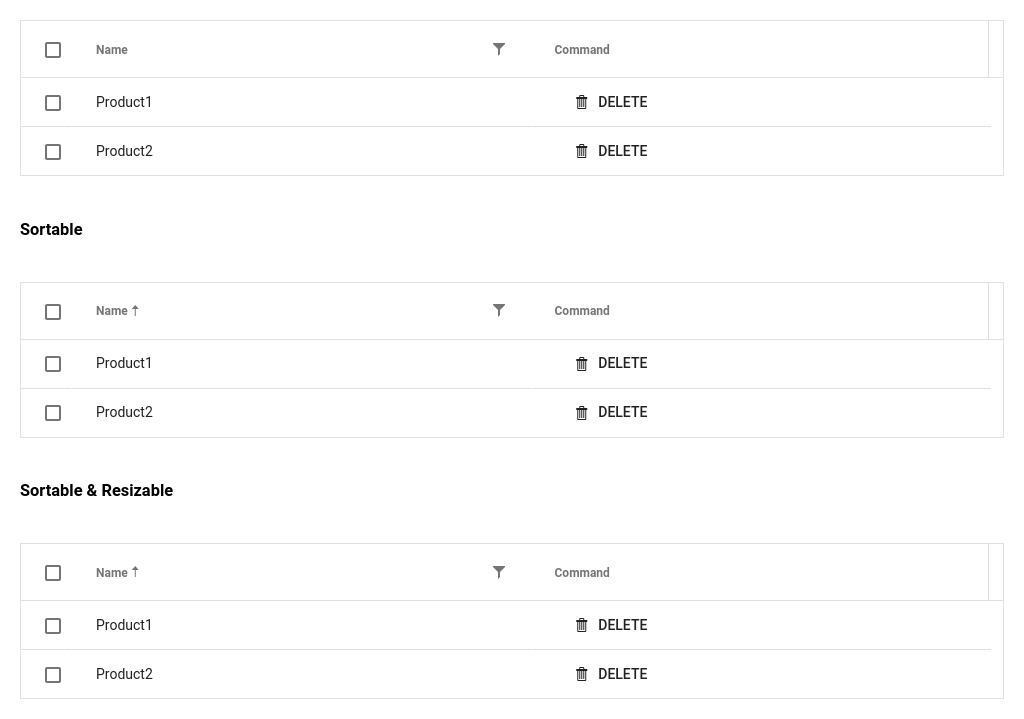 Name Command
Product1 DELETE
Product2 DELETE
Sortable
Name Command
Product1 DELETE
Product2 DELETE
Sortable & Resizable
Name Command
Product1 DELETE
Product2 DELETE